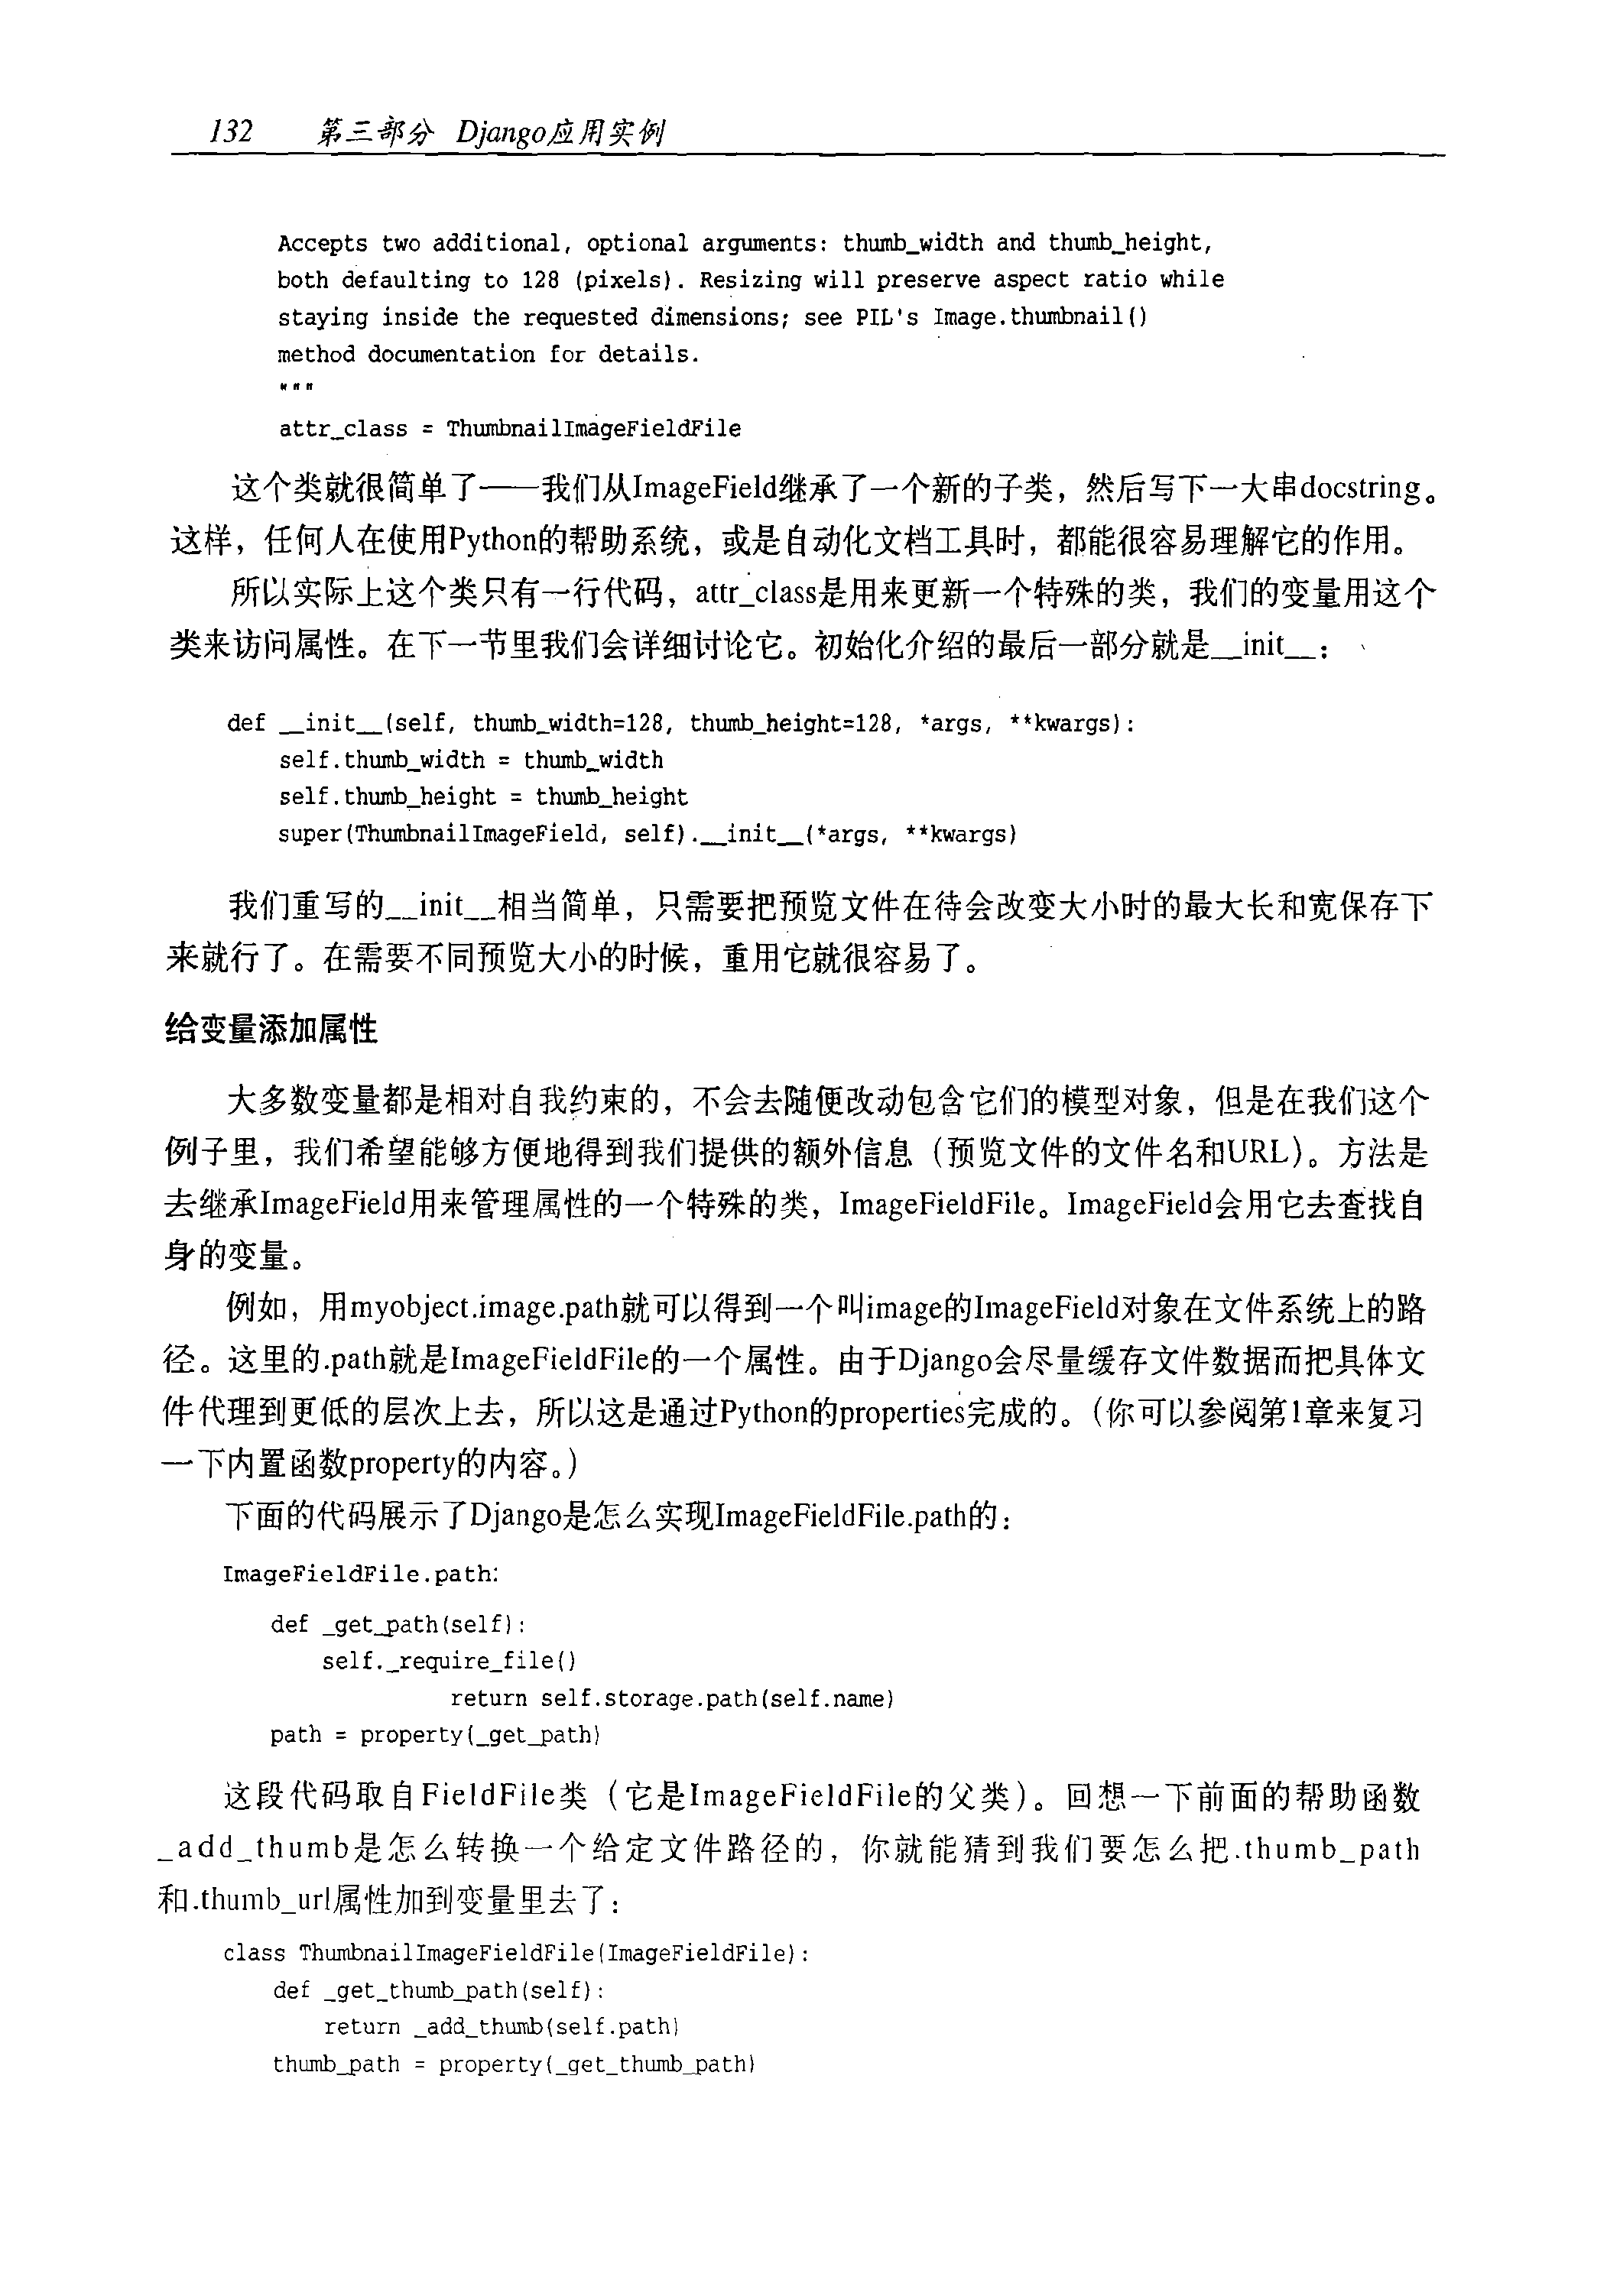 132 第三部分 Django应用实例
Accepts two additional, optional arguments: thumb_width and thumb_height,
both defaulting to 128 (pixels). Resizing will preserve aspect ratio while
staying inside the requested dimensions; see PIL's Image.thumbnail()
method documentation for details.
"""
attr_class = ThumbnailImageFieldFile
这个类就很简单了——我们从ImageField继承了一个新的子类，然后写下一大串docstring。
这样，任何人在使用Python的帮助系统，或是自动化文档工具时，都能很容易理解它的作用。
所以实际上这个类只有一行代码，attr_class是用来更新一个特殊的类，我们的变量用这个
类来访问属性。在下一节里我们会详细讨论它。初始化介绍的最后一部分就是__init__：
def __init__(self, thumb_width=128, thumb_height=128, *args, **kwargs):
self.thumb_width = thumb_width
self.thumb_height = thumb_height
super(ThumbnailImageField, self).__init__(*args, **kwargs)
我们重写的__init__相当简单，只需要把预览文件在待会改变大小时的最大长和宽保存下
来就行了。在需要不同预览大小的时候，重用它就很容易了。
给变量添加属性
大多数变量都是相对自我约束的，不会去随便改动包含它们的模型对象，但是在我们这个
例子里，我们希望能够方便地得到我们提供的额外信息（预览文件的文件名和URL）。方法是
去继承ImageField用来管理属性的一个特殊的类，ImageFieldFile。ImageField会用它去查找自
身的变量。
例如，用myobject.image.path就可以得到一个叫image的ImageField对象在文件系统上的路
径。这里的.path就是ImageFieldFile的一个属性。由于Django会尽量缓存文件数据而把具体文
件代理到更低的层次上去，所以这是通过Python的properties完成的。（你可以参阅第1章来复习
一下内置函数property的内容。）
下面的代码展示了Django是怎么实现ImageFieldFile.path的：
ImageFieldFile.path:
def _get_path(self):
self._require_file()
return self.storage.path(self.name)
path = property(_get_path)
这段代码取自FieldFile类（它是ImageFieldFile的父类）。回想一下前面的帮助函数
_add_thumb是怎么转换一个给定文件路径的，你就能猜到我们要怎么把.thumb_path
和.thumb_url属性加到变量里去了：
class ThumbnailImageFieldFile(ImageFieldFile):
def _get_thumb_path(self):
return _add_thumb(self.path)
thumb_path = property(_get_thumb_path)